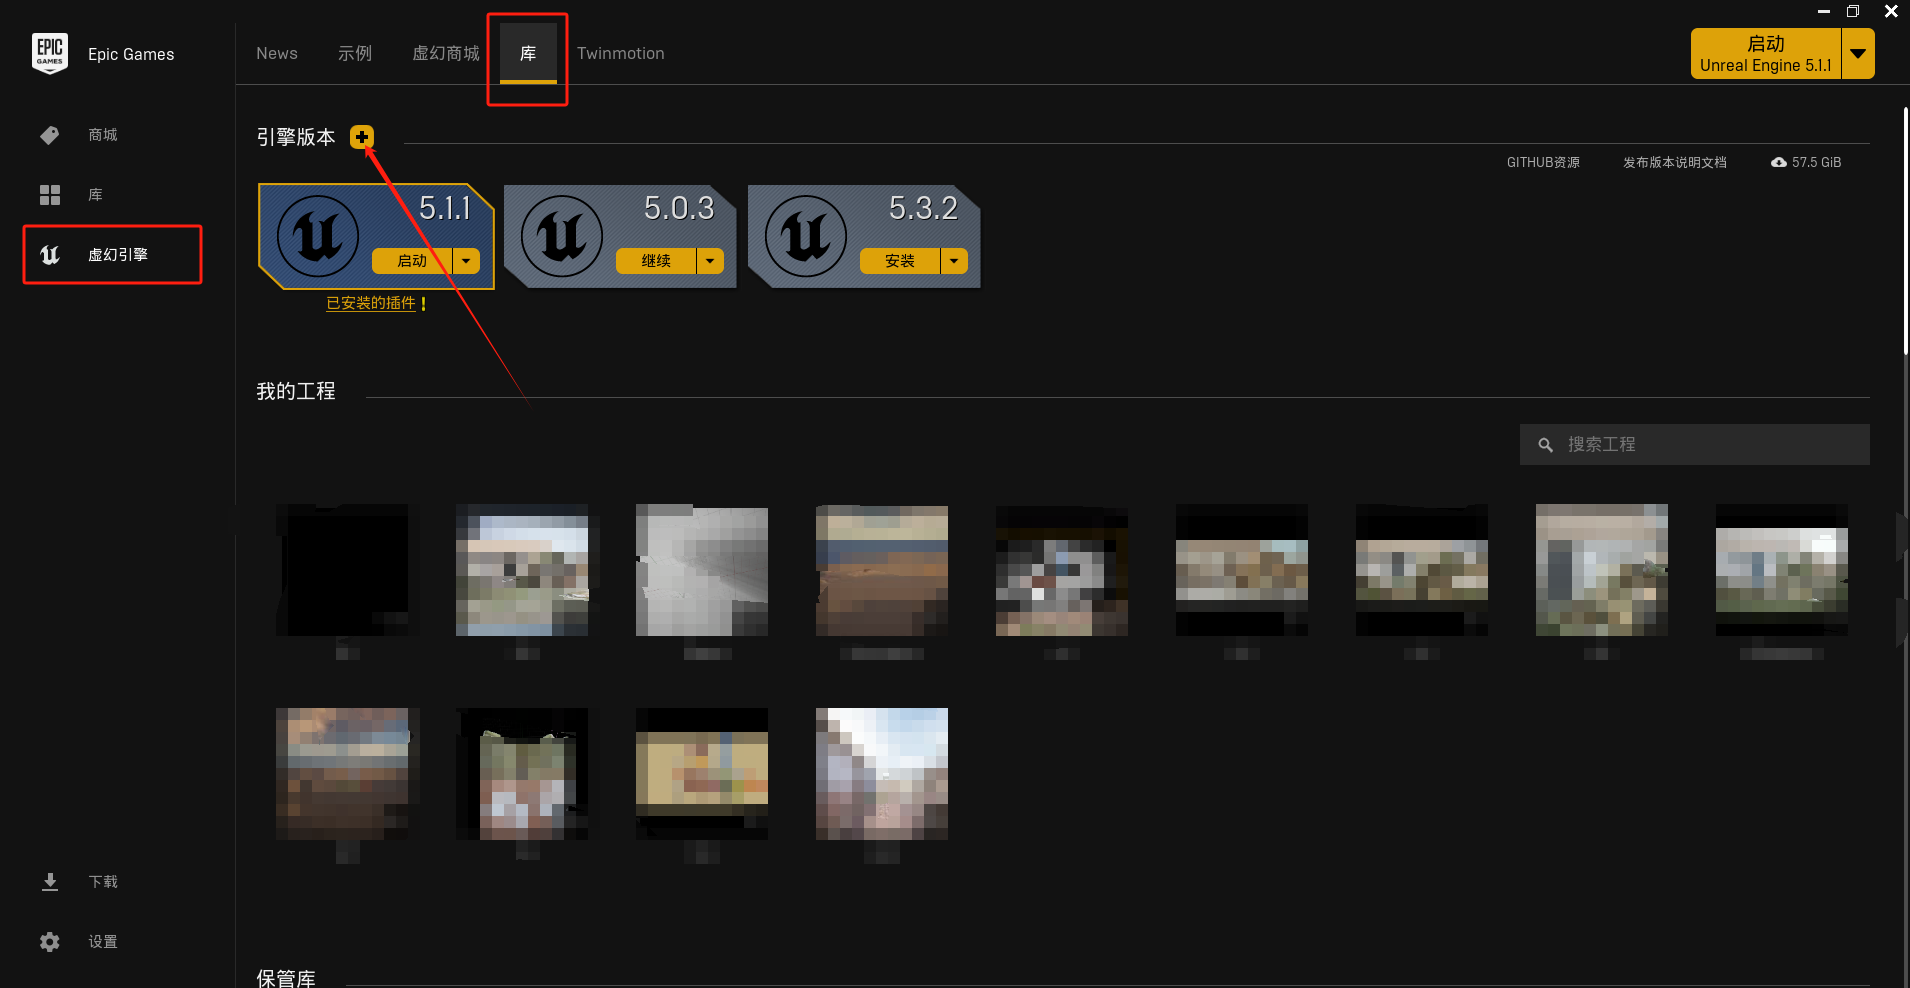 EPIC GAMES
Epic Games
News
示例
虚幻商城
库
Twinmotion
启动
Unreal Engine 5.1.1
商城
库
虚幻引擎
下载
设置
引擎版本
GITHUB资源
发布版本说明文档
57.5 GiB
5.1.1
启动
已安装的插件 !
5.0.3
继续
5.3.2
安装
我的工程
搜索工程
保管库